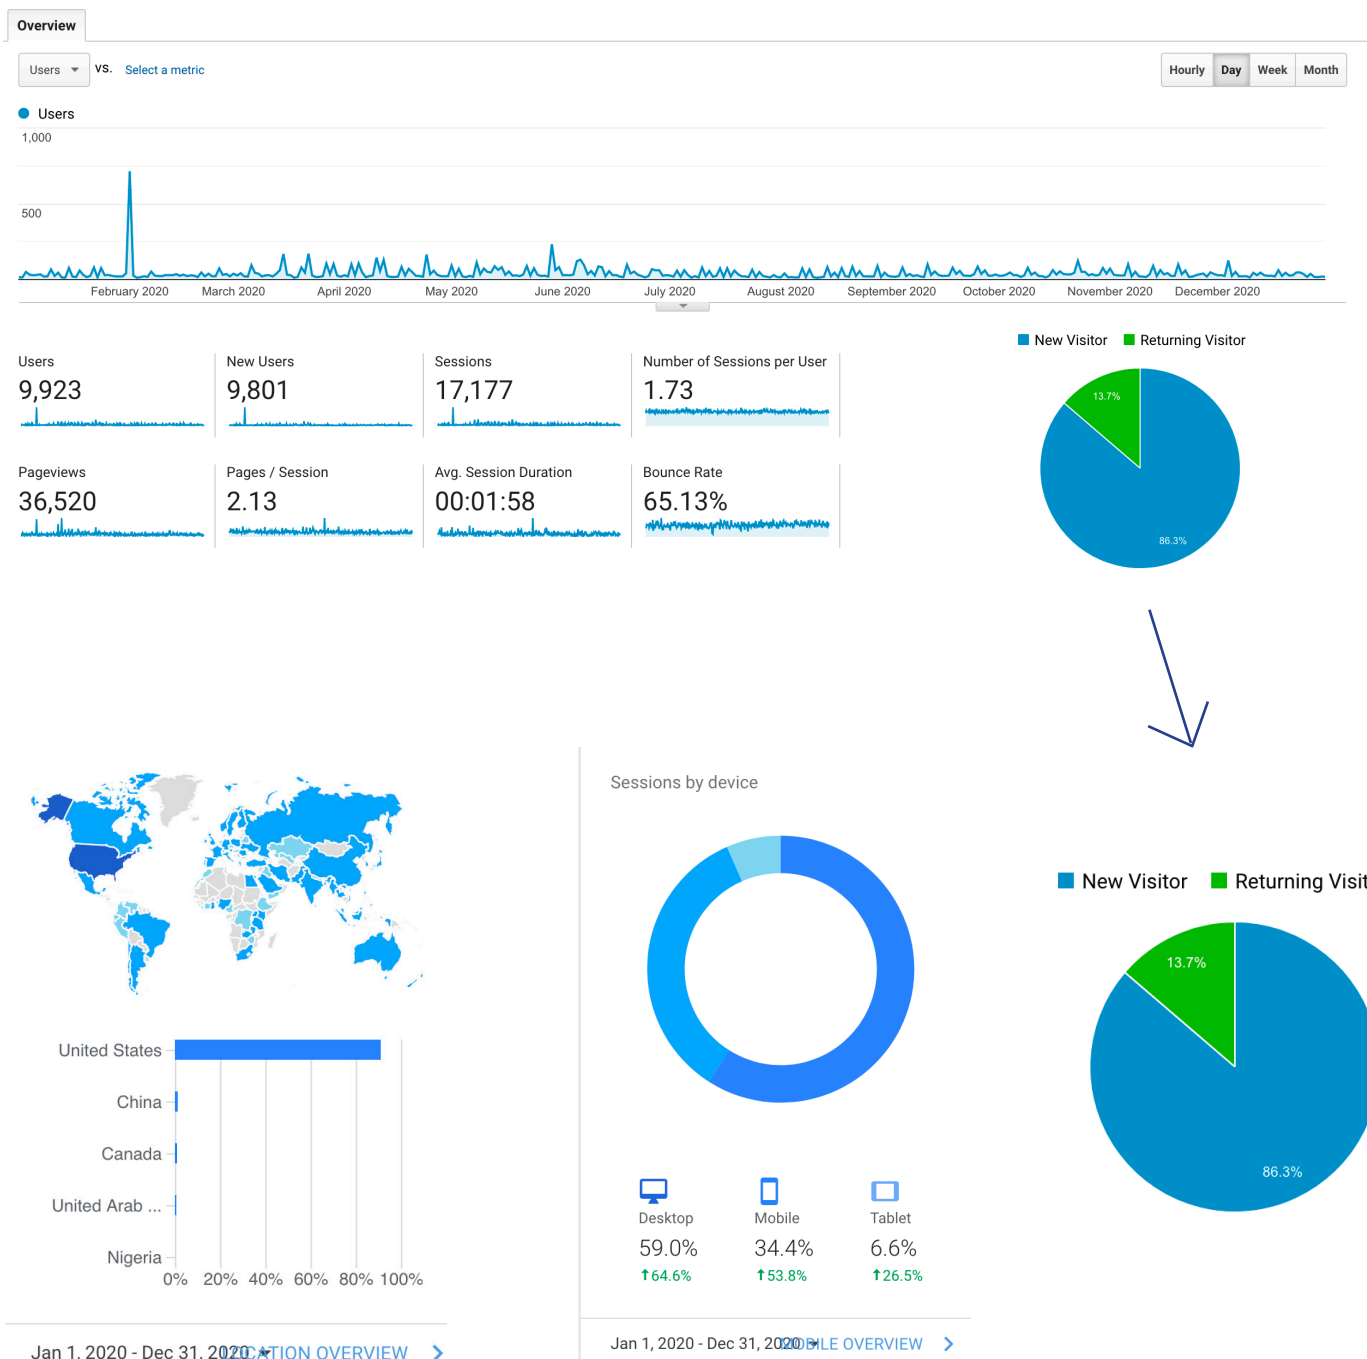 Overview
Users vs. Select a metric
Hourly Day Week Month
Users
1,000
500
February 2020 March 2020 April 2020 May 2020 June 2020 July 2020 August 2020 September 2020 October 2020 November 2020 December 2020
New Visitor Returning Visitor
Users New Users Sessions Number of Sessions per User
9,923 9,801 17,177 1.73
13.7%
Pageviews Pages / Session Avg. Session Duration Bounce Rate
36,520 2.13 00:01:58 65.13%
86.3%
Sessions by device
New Visitor Returning Visit
13.7%
86.3%
United States
China
Canada
United Arab ...
Nigeria
0% 20% 40% 60% 80% 100%
Desktop Mobile Tablet
59.0% 34.4% 6.6%
64.6% 53.8% 26.5%
Jan 1, 2020 - Dec 31, 2020 LOCATION OVERVIEW
Jan 1, 2020 - Dec 31, 2020 MOBILE OVERVIEW